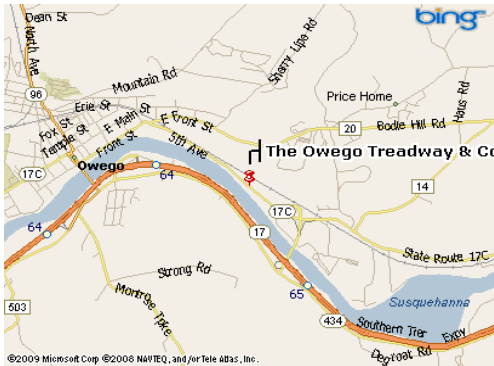 Dean St
bing
North Ave
Sherry Lipe Rd
Mountain Rd
96
Erie St
Price Home
Haus Rd
E Main St
E Front St
Fox St
20
Bodle Hill Rd
Temple St
Front St
5th Ave
The Owego Treadway & Co
Owego
17C
64
14
17C
64
17
State Route 17C
Strong Rd
Montrose Tpke
65
Susquehanna
503
434
Southern Tier Expy
Degroat Rd
©2009 Microsoft Corp ©2008 NAVTEQ, and/or Tele Atlas, Inc.